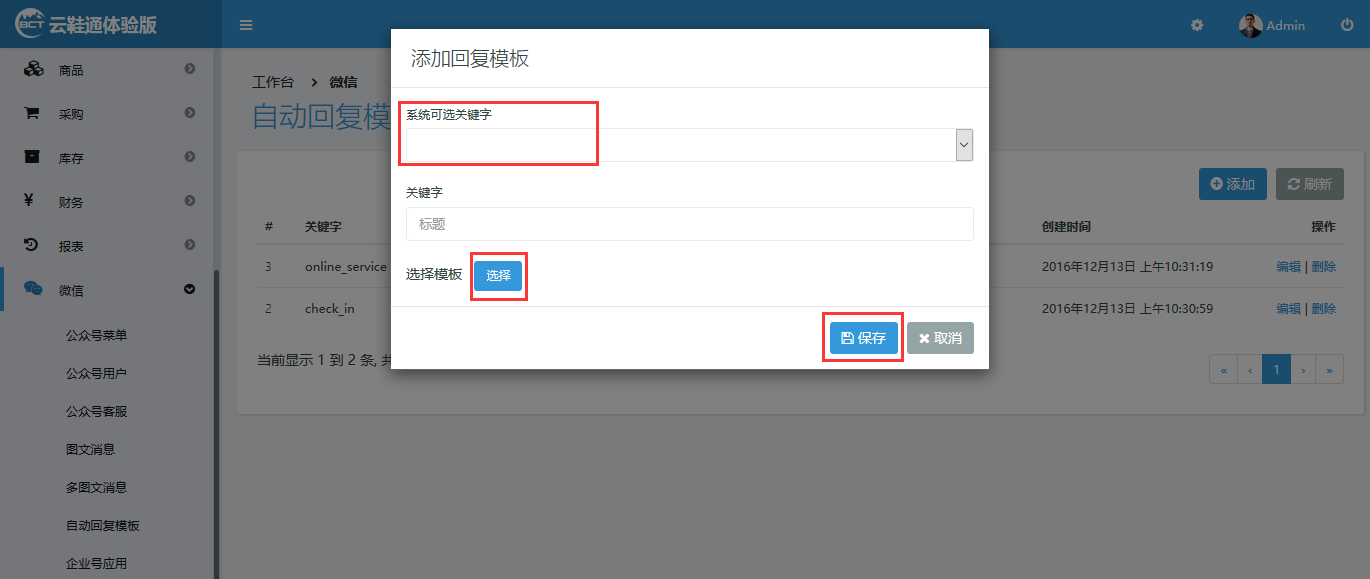 BCT 云鞋通体验版
Admin
商品
采购
库存
¥ 财务
报表
微信
公众号菜单
公众号用户
公众号客服
图文消息
多图文消息
自动回复模板
企业号应用
工作台 > 微信
自动回复模
添加 刷新
# 关键字 创建时间 操作
3 online_service 2016年12月13日 上午10:31:19 编辑 | 删除
2 check_in 2016年12月13日 上午10:30:59 编辑 | 删除
当前显示 1 到 2 条, 共
« ‹ 1 › »
添加回复模板
系统可选关键字
关键字
标题
选择模板 选择
保存 取消